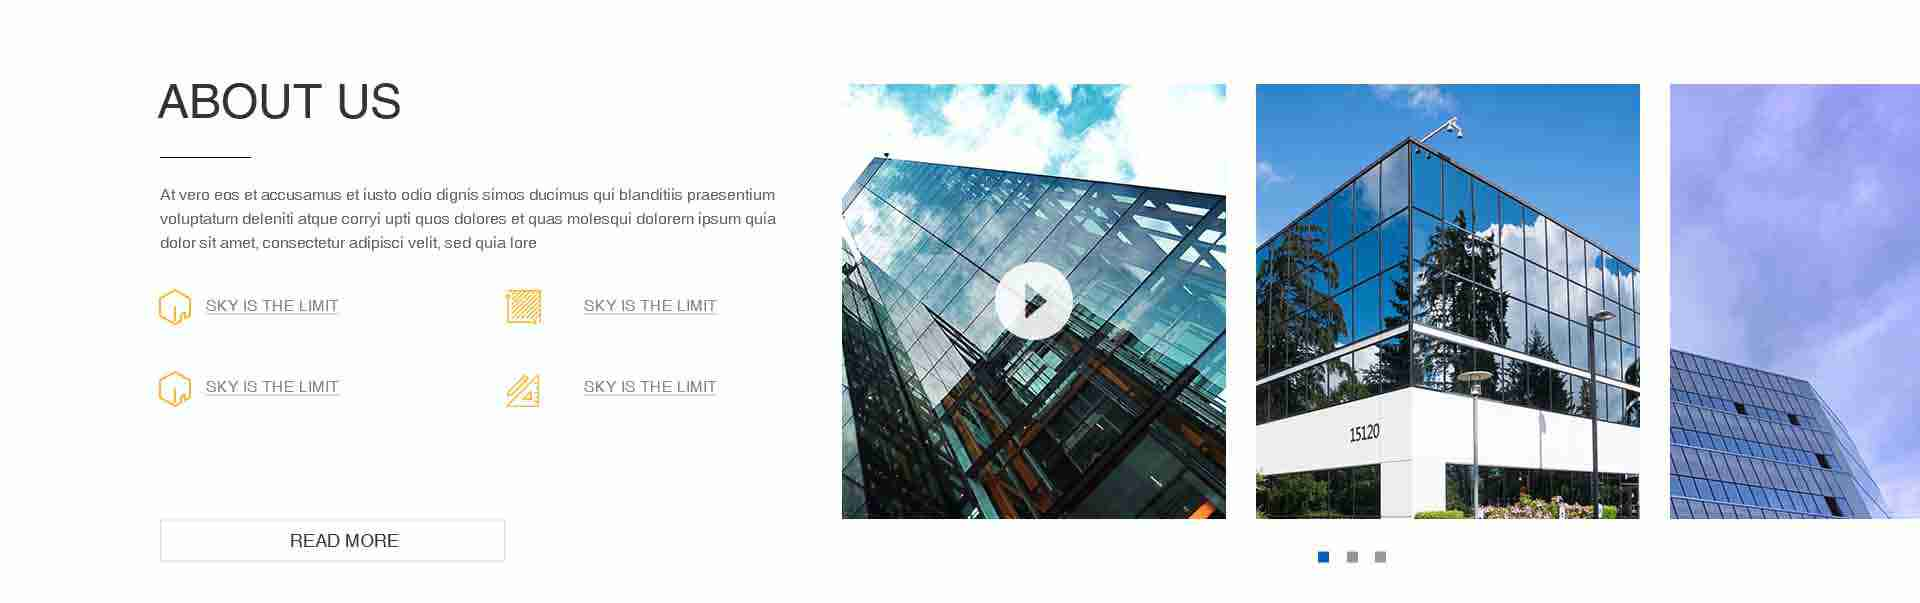 ABOUT US
At vero eos et accusamus et iusto odio dignis simos ducimus qui blanditiis praesentium
voluptatum deleniti atque corryi upti quos dolores et quas molesqui dolorem ipsum quia
dolor sit amet, consectetur adipisci velit, sed quia lore
SKY IS THE LIMIT
SKY IS THE LIMIT
SKY IS THE LIMIT
SKY IS THE LIMIT
READ MORE
15120